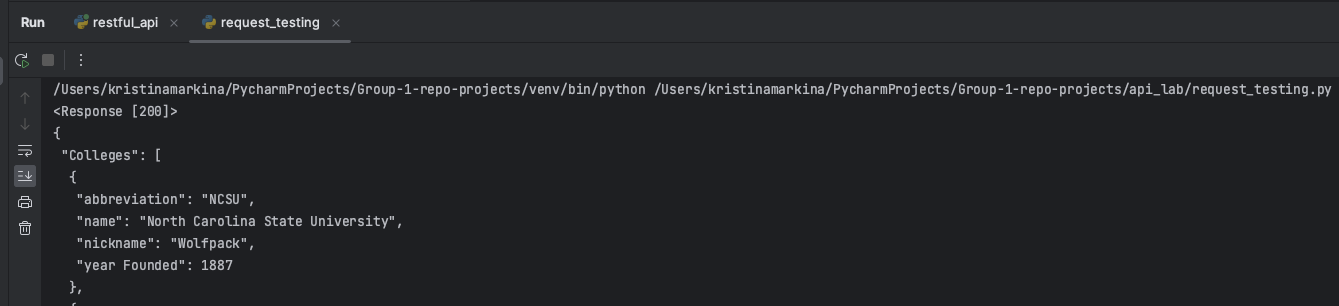 Run restful_api request_testing
/Users/kristinamarkina/PycharmProjects/Group-1-repo-projects/venv/bin/python /Users/kristinamarkina/PycharmProjects/Group-1-repo-projects/api_lab/request_testing.py
<Response [200]>
{
 "Colleges": [
  {
   "abbreviation": "NCSU",
   "name": "North Carolina State University",
   "nickname": "Wolfpack",
   "year Founded": 1887
  },
  {